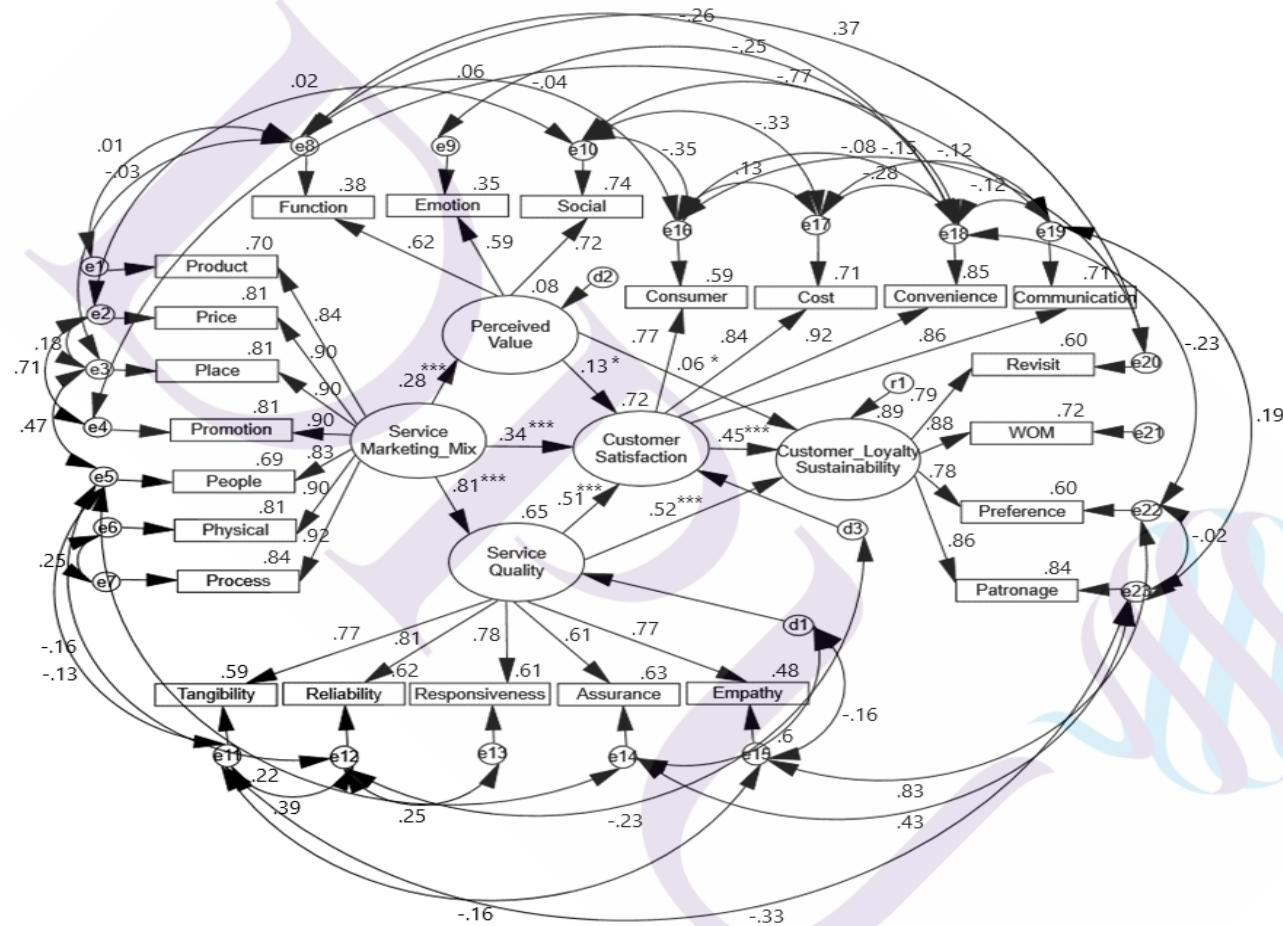 -.26
.37
-.25
.02
.06
-.04
-.77
.01
-.03
e8
e9
e10
-.33
-.35
-.08
-.15
-.12
.13
-.28
-.12
.38
.35
.74
Function
Emotion
Social
e16
e17
e18
e19
.70
.62
.59
.72
e1
Product
.08
d2
.59
.71
.85
.71
Consumer
Cost
Convenience
Communication
.81
e2
Price
.84
Perceived
Value
.77
.84
.92
.86
.18
.71
.81
.90
.06 *
.60
-.23
e3
Place
.13 *
Revisit
e20
***
.28
.90
r1
.79
.81
.72
.89
.72
.19
.47
e4
Promotion
.90
Service
Marketing_Mix
.34 ***
Customer
Satisfaction
.45 ***
Customer_Loyalty
Sustainability
.88
WOM
e21
.69
.83
e5
People
.78
.81 ***
.51 ***
.52 ***
.60
.90
.81
.65
Preference
e22
e6
Physical
.92
d3
-.02
.25
.84
Service
Quality
.86
.84
e7
Process
Patronage
e23
d1
.77
.81
.78
.61
.77
-.16
-.13
.59
.62
.61
.63
.48
Tangibility
Reliability
Responsiveness
Assurance
Empathy
-.16
.6
e11
e12
e13
e14
e15
.22
.39
.25
-.23
.83
.43
-.16
-.33